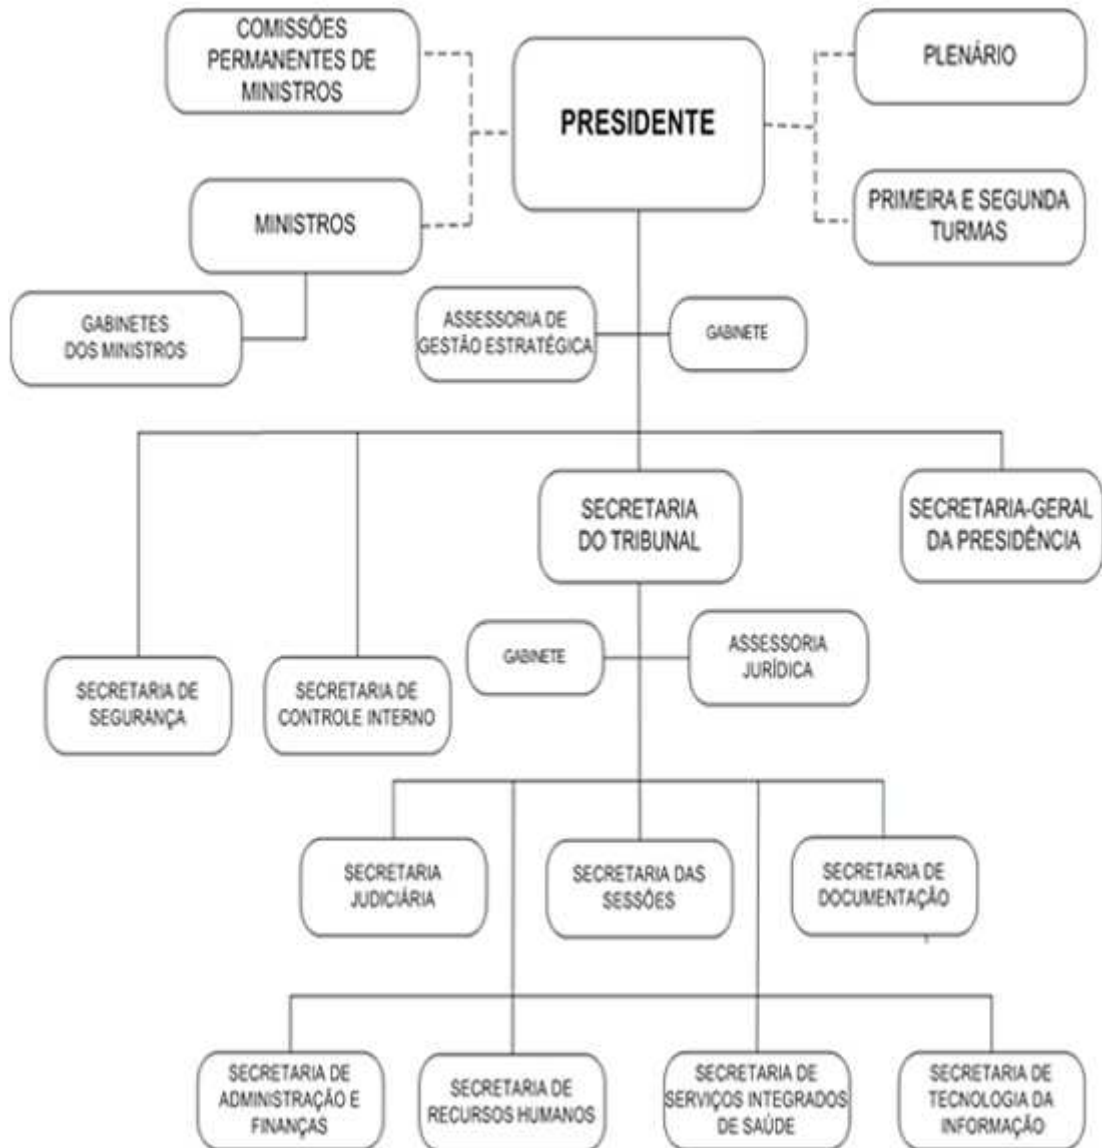 COMISSÕES
PERMANENTES DE
MINISTROS
PRESIDENTE
PLENÁRIO
MINISTROS
PRIMEIRA E SEGUNDA
TURMAS
GABINETES
DOS MINISTROS
ASSESSORIA DE
GESTÃO ESTRATÉGICA
GABINETE
SECRETARIA
DO TRIBUNAL
SECRETARIA-GERAL
DA PRESIDÊNCIA
GABINETE
ASSESSORIA
JURÍDICA
SECRETARIA DE
SEGURANÇA
SECRETARIA DE
CONTROLE INTERNO
SECRETARIA
JUDICIÁRIA
SECRETARIA DAS
SESSÕES
SECRETARIA DE
DOCUMENTAÇÃO
SECRETARIA DE
ADMINISTRAÇÃO E
FINANÇAS
SECRETARIA DE
RECURSOS HUMANOS
SECRETARIA DE
SERVIÇOS INTEGRADOS
DE SAÚDE
SECRETARIA DE
TECNOLOGIA DA
INFORMAÇÃO